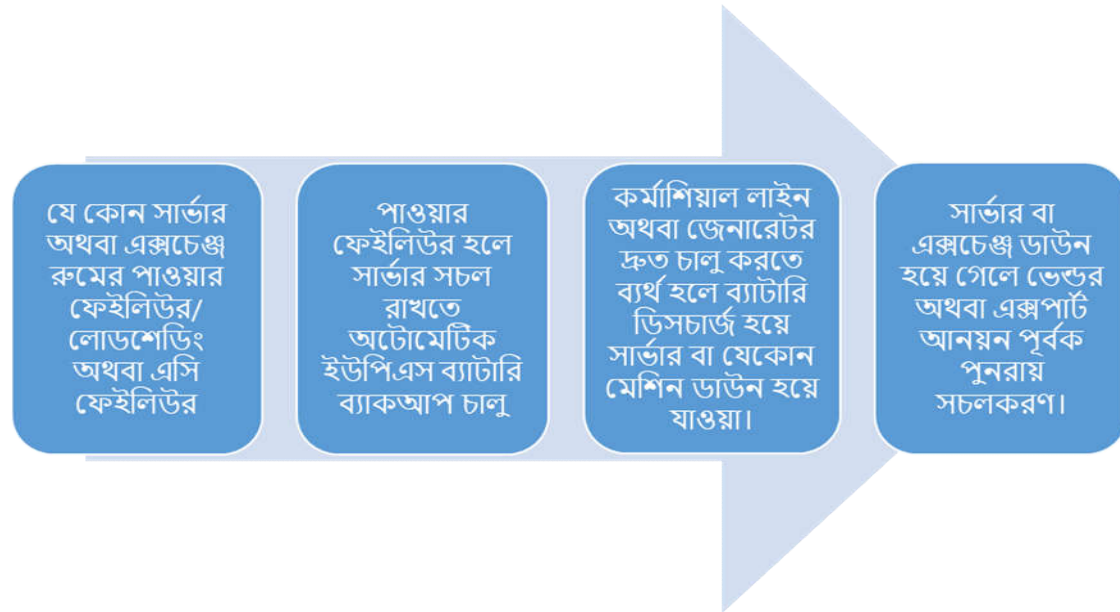 যে কোন সার্ভার
অথবা এক্সচেঞ্জ
রুমের পাওয়ার
ফেইলিউর/
লোডশেডিং
অথবা এসি
ফেইলিউর
পাওয়ার
ফেইলিউর হলে
সার্ভার সচল
রাখতে
অটোমেটিক
ইউপিএস ব্যাটারি
ব্যাকআপ চালু
কর্মাশিয়াল লাইন
অথবা জেনারেটর
দ্রুত চালু করতে
ব্যর্থ হলে ব্যাটারি
ডিসচার্জ হয়ে
সার্ভার বা যেকোন
মেশিন ডাউন হয়ে
যাওয়া।
সার্ভার বা
এক্সচেঞ্জ ডাউন
হয়ে গেলে ভেন্ডর
অথবা এক্সপার্ট
আনয়ন পূর্বক
পুনরায়
সচলকরণ।